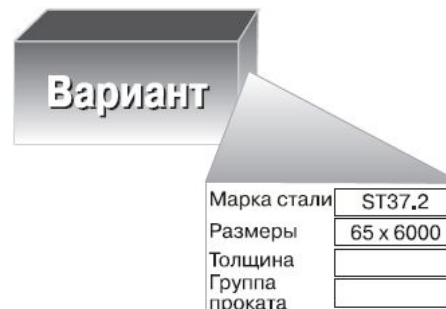 Вариант
Марка стали ST37.2
Размеры 65 x 6000
Толщина
Группа
проката